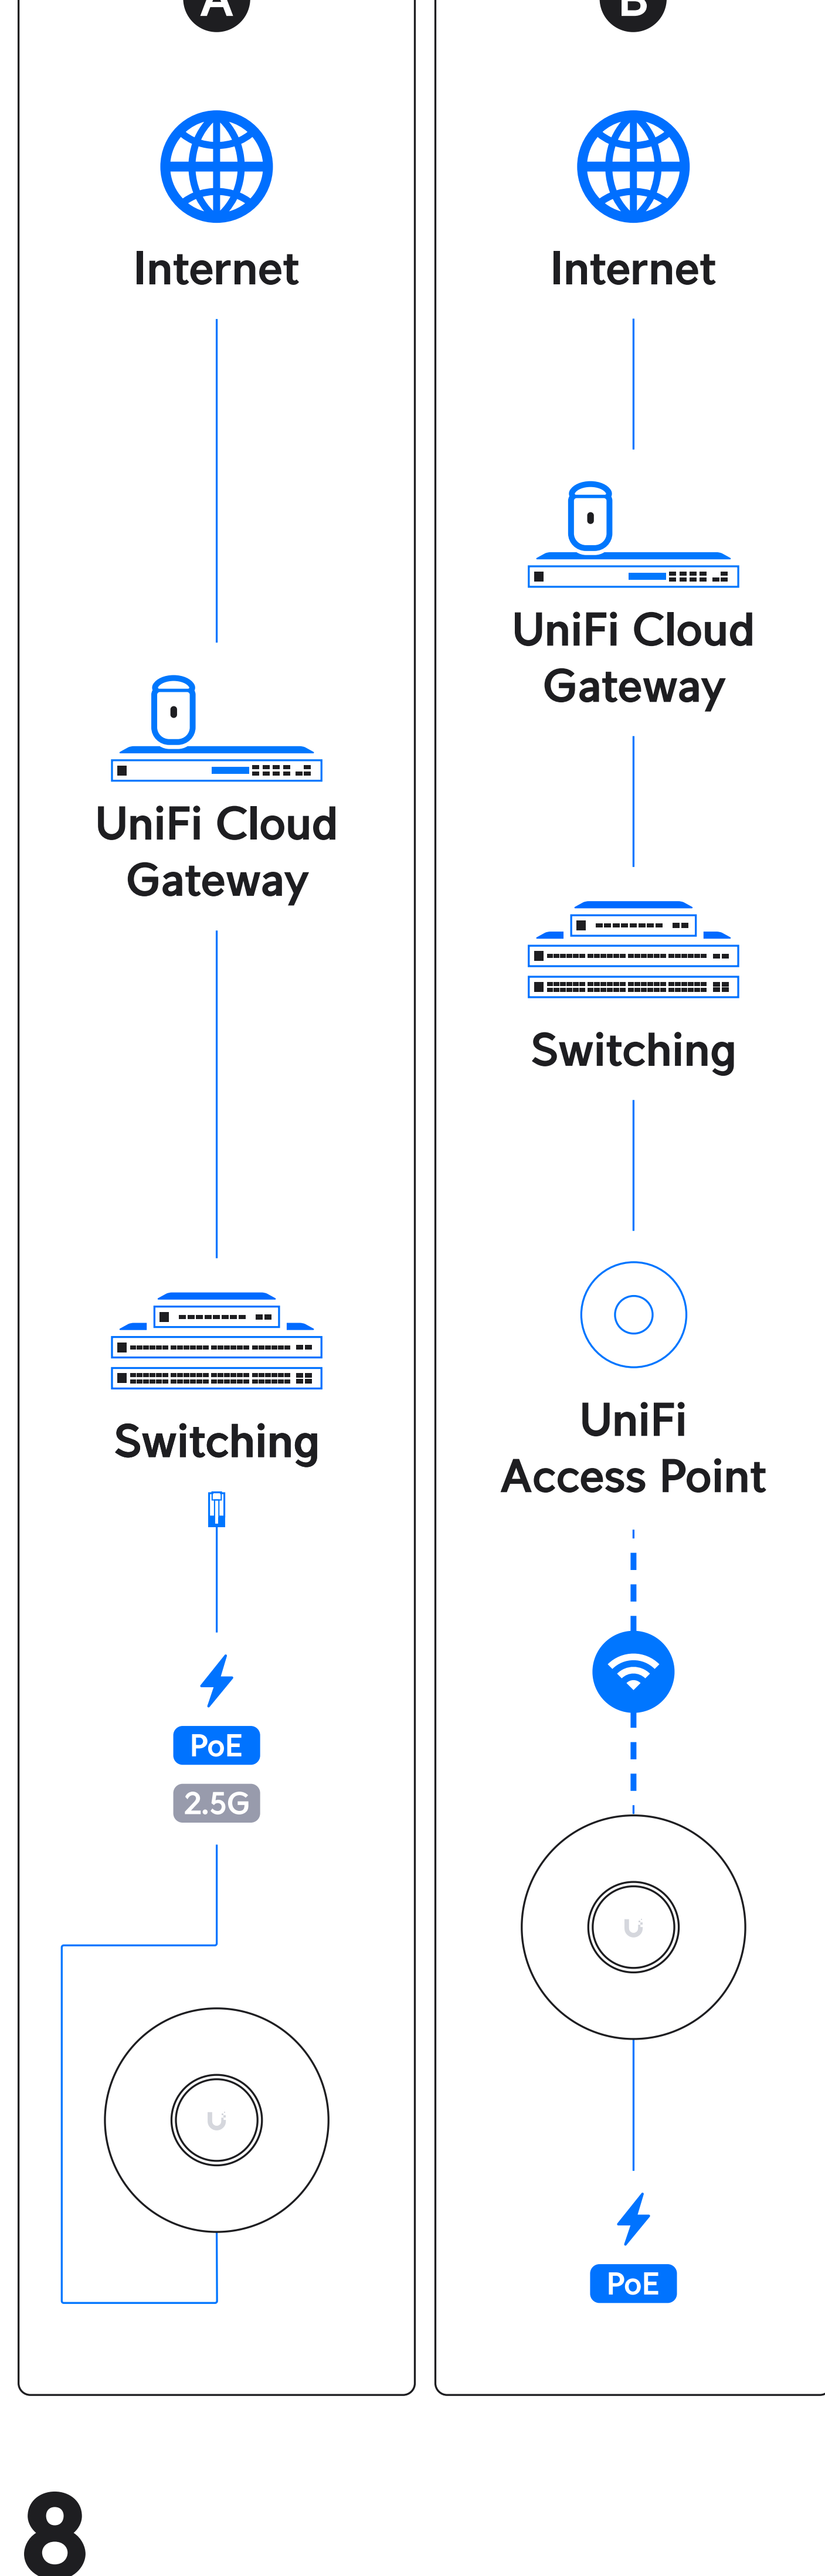 A
Internet
UniFi Cloud
Gateway
Switching
PoE
2.5G
B
Internet
UniFi Cloud
Gateway
Switching
UniFi
Access Point
PoE
8